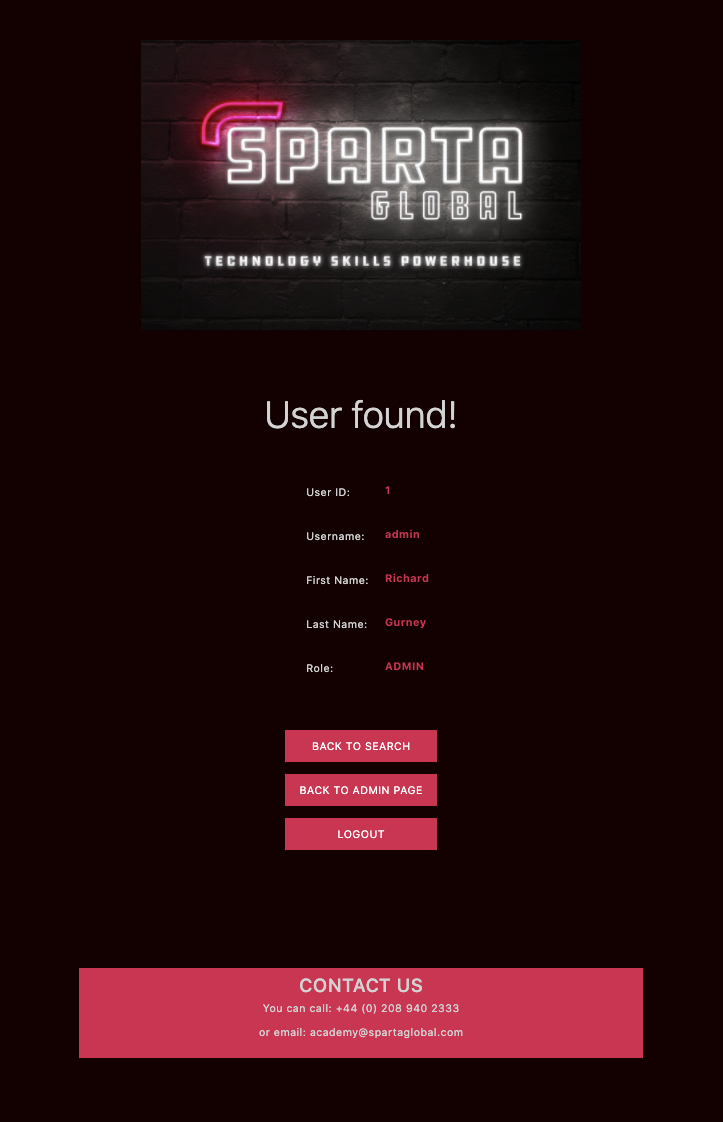 SPARTA
GLOBAL
TECHNOLOGY SKILLS POWERHOUSE
User found!
User ID: 1
Username: admin
First Name: Richard
Last Name: Gurney
Role: ADMIN
BACK TO SEARCH
BACK TO ADMIN PAGE
LOGOUT
CONTACT US
You can call: +44 (0) 208 940 2333
or email: academy@spartaglobal.com